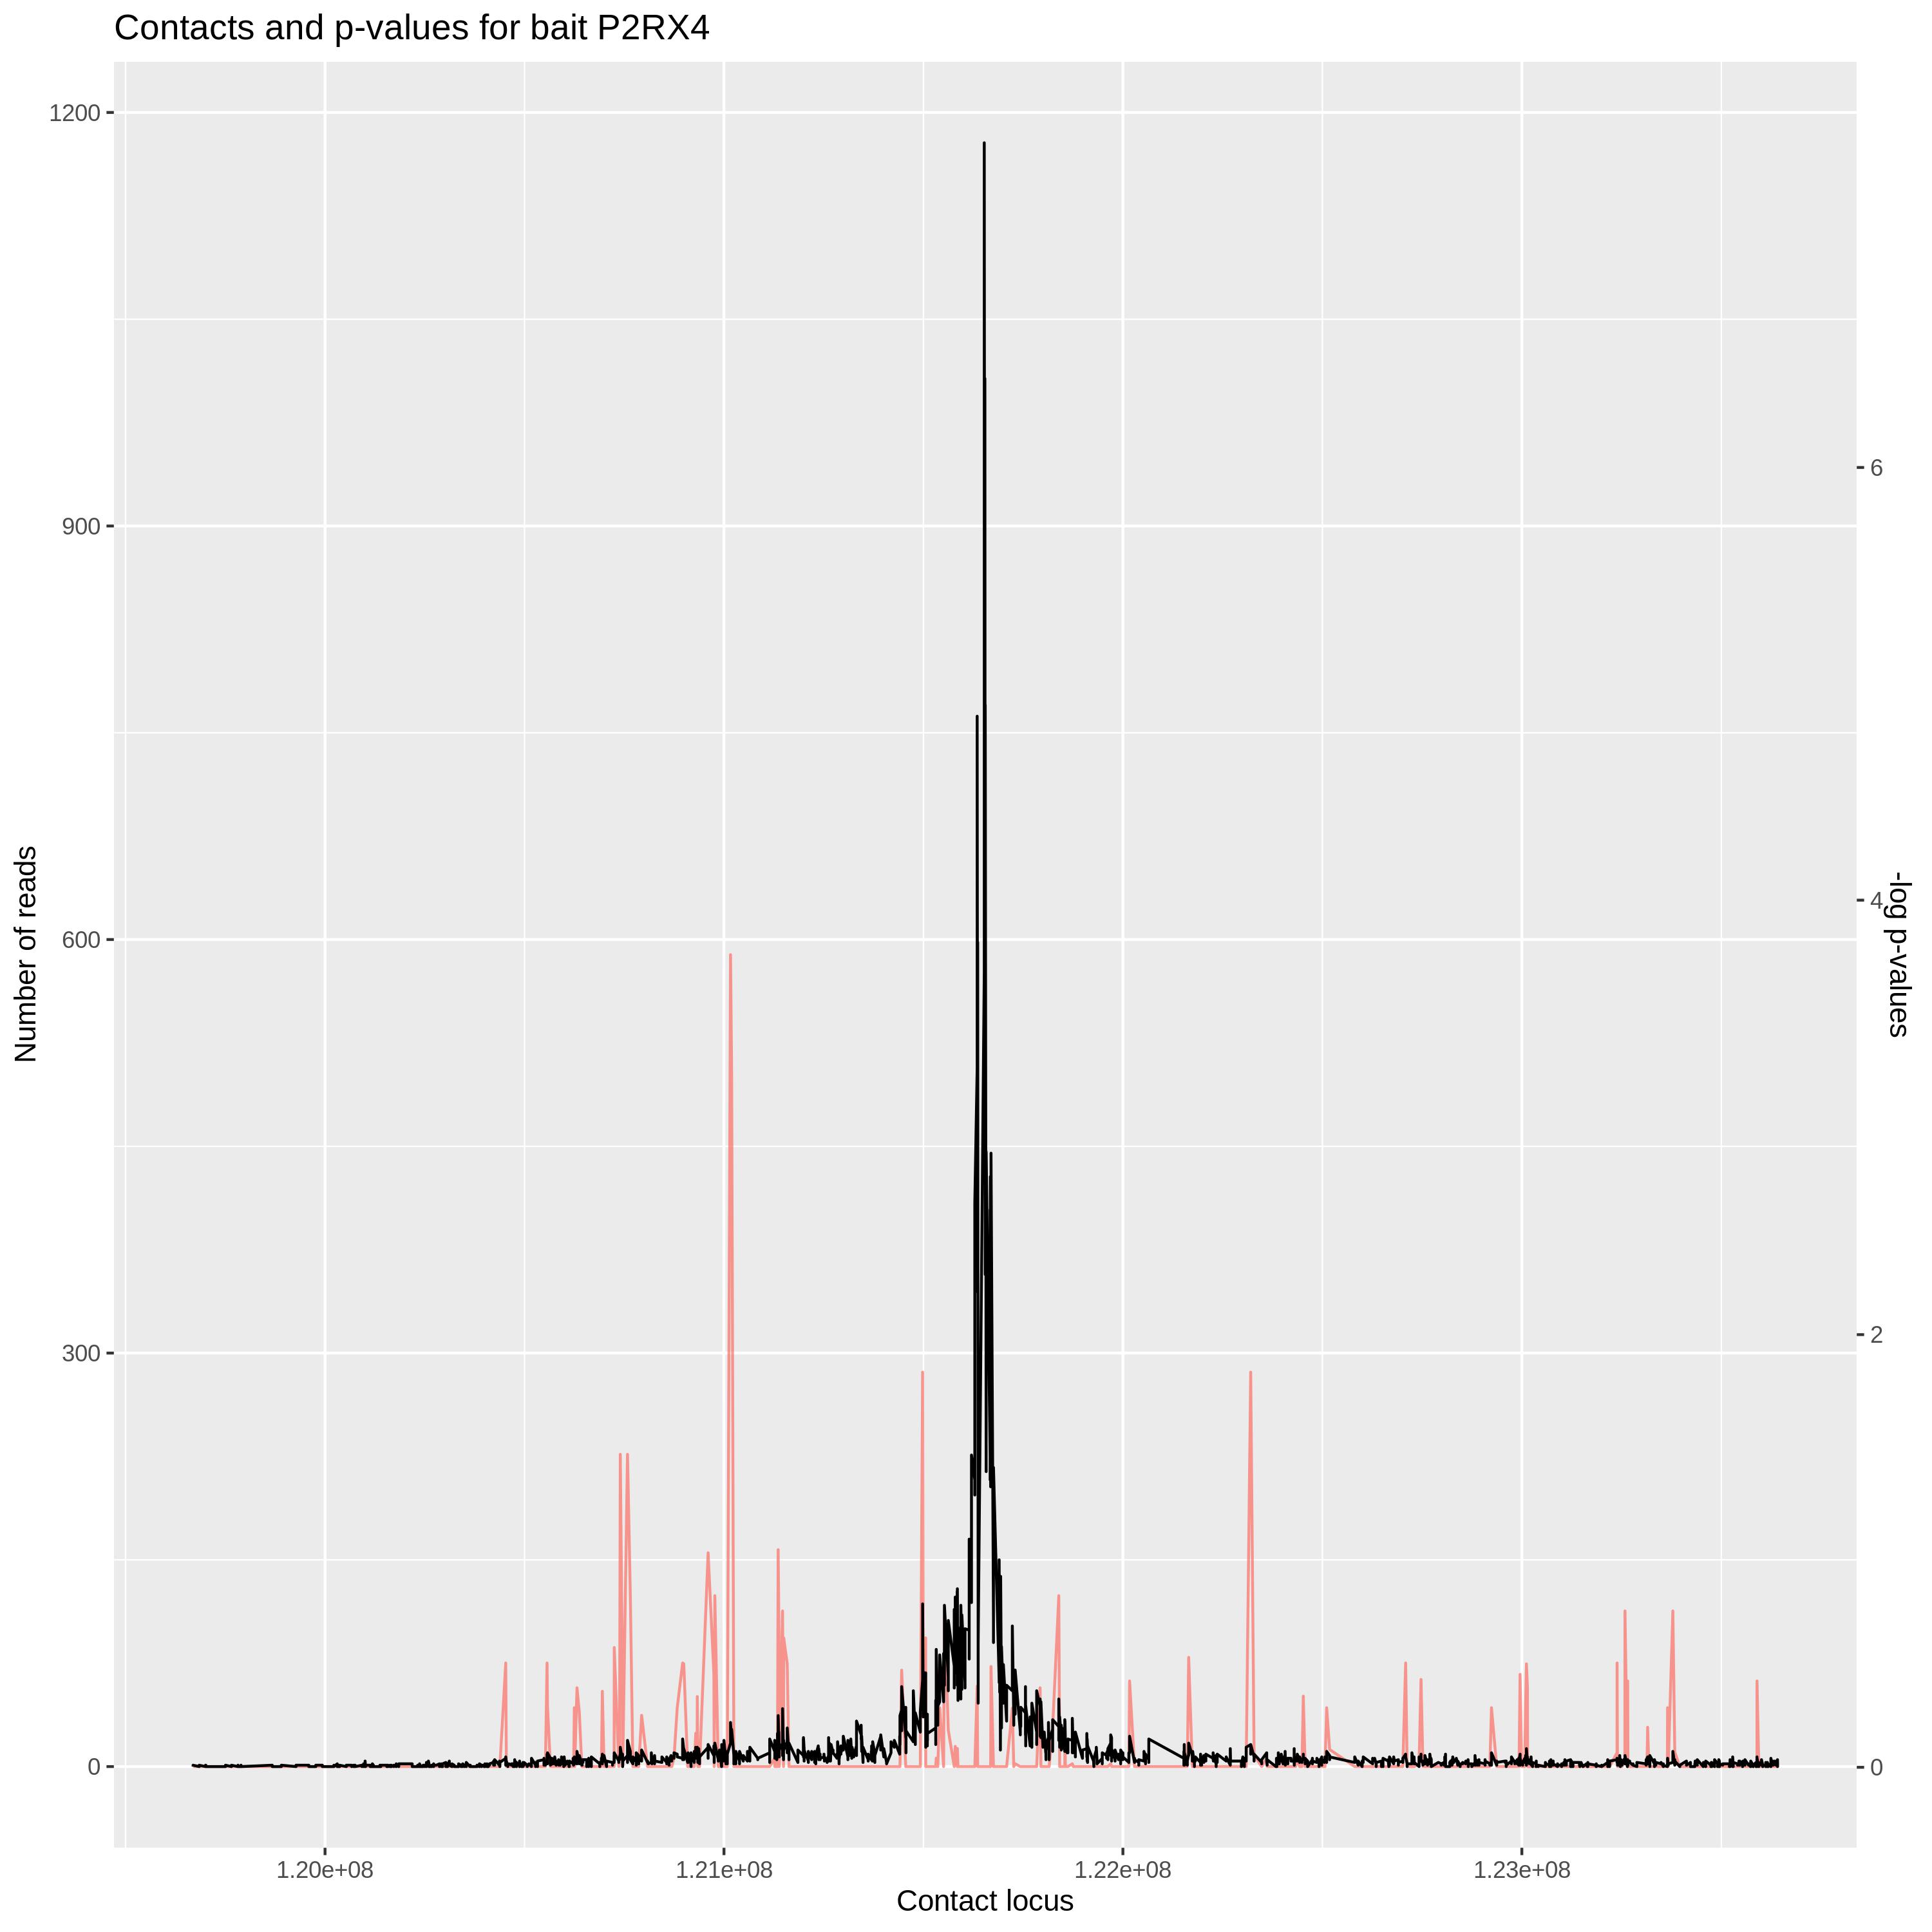 Contacts and p-values for bait P2RX4
1200
900
600
300
0
Number of reads
6
4
2
0
-log p-values
1.20e+08
1.21e+08
1.22e+08
1.23e+08
Contact locus